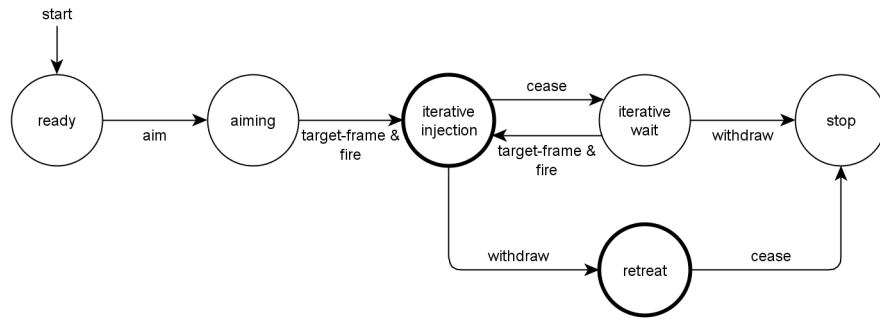 start
ready
aim
aiming
target-frame &
fire
iterative
injection
cease
target-frame &
fire
iterative
wait
withdraw
stop
withdraw
retreat
cease